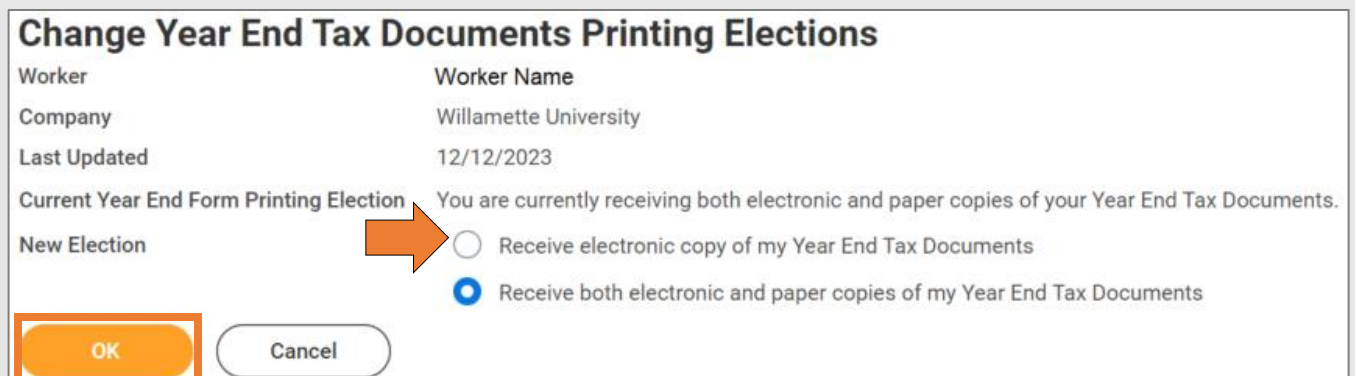 Change Year End Tax Documents Printing Elections
Worker Worker Name
Company Willamette University
Last Updated 12/12/2023
Current Year End Form Printing Election You are currently receiving both electronic and paper copies of your Year End Tax Documents.
New Election Receive electronic copy of my Year End Tax Documents
Receive both electronic and paper copies of my Year End Tax Documents
OK Cancel